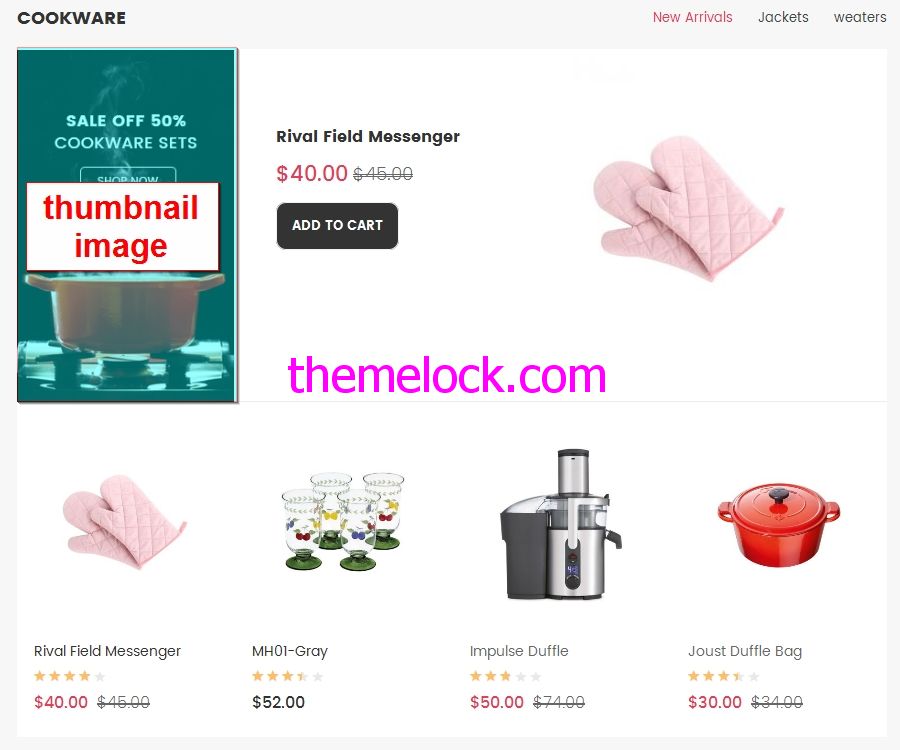 COOKWARE
New Arrivals
Jackets
weaters
SALE OFF 50%
COOKWARE SETS
SHOP NOW
thumbnail
image
Rival Field Messenger
$40.00 $45.00
ADD TO CART
themelock.com
Rival Field Messenger
$40.00 $45.00
MH01-Gray
$52.00
Impulse Duffle
$50.00 $74.00
Joust Duffle Bag
$30.00 $34.00